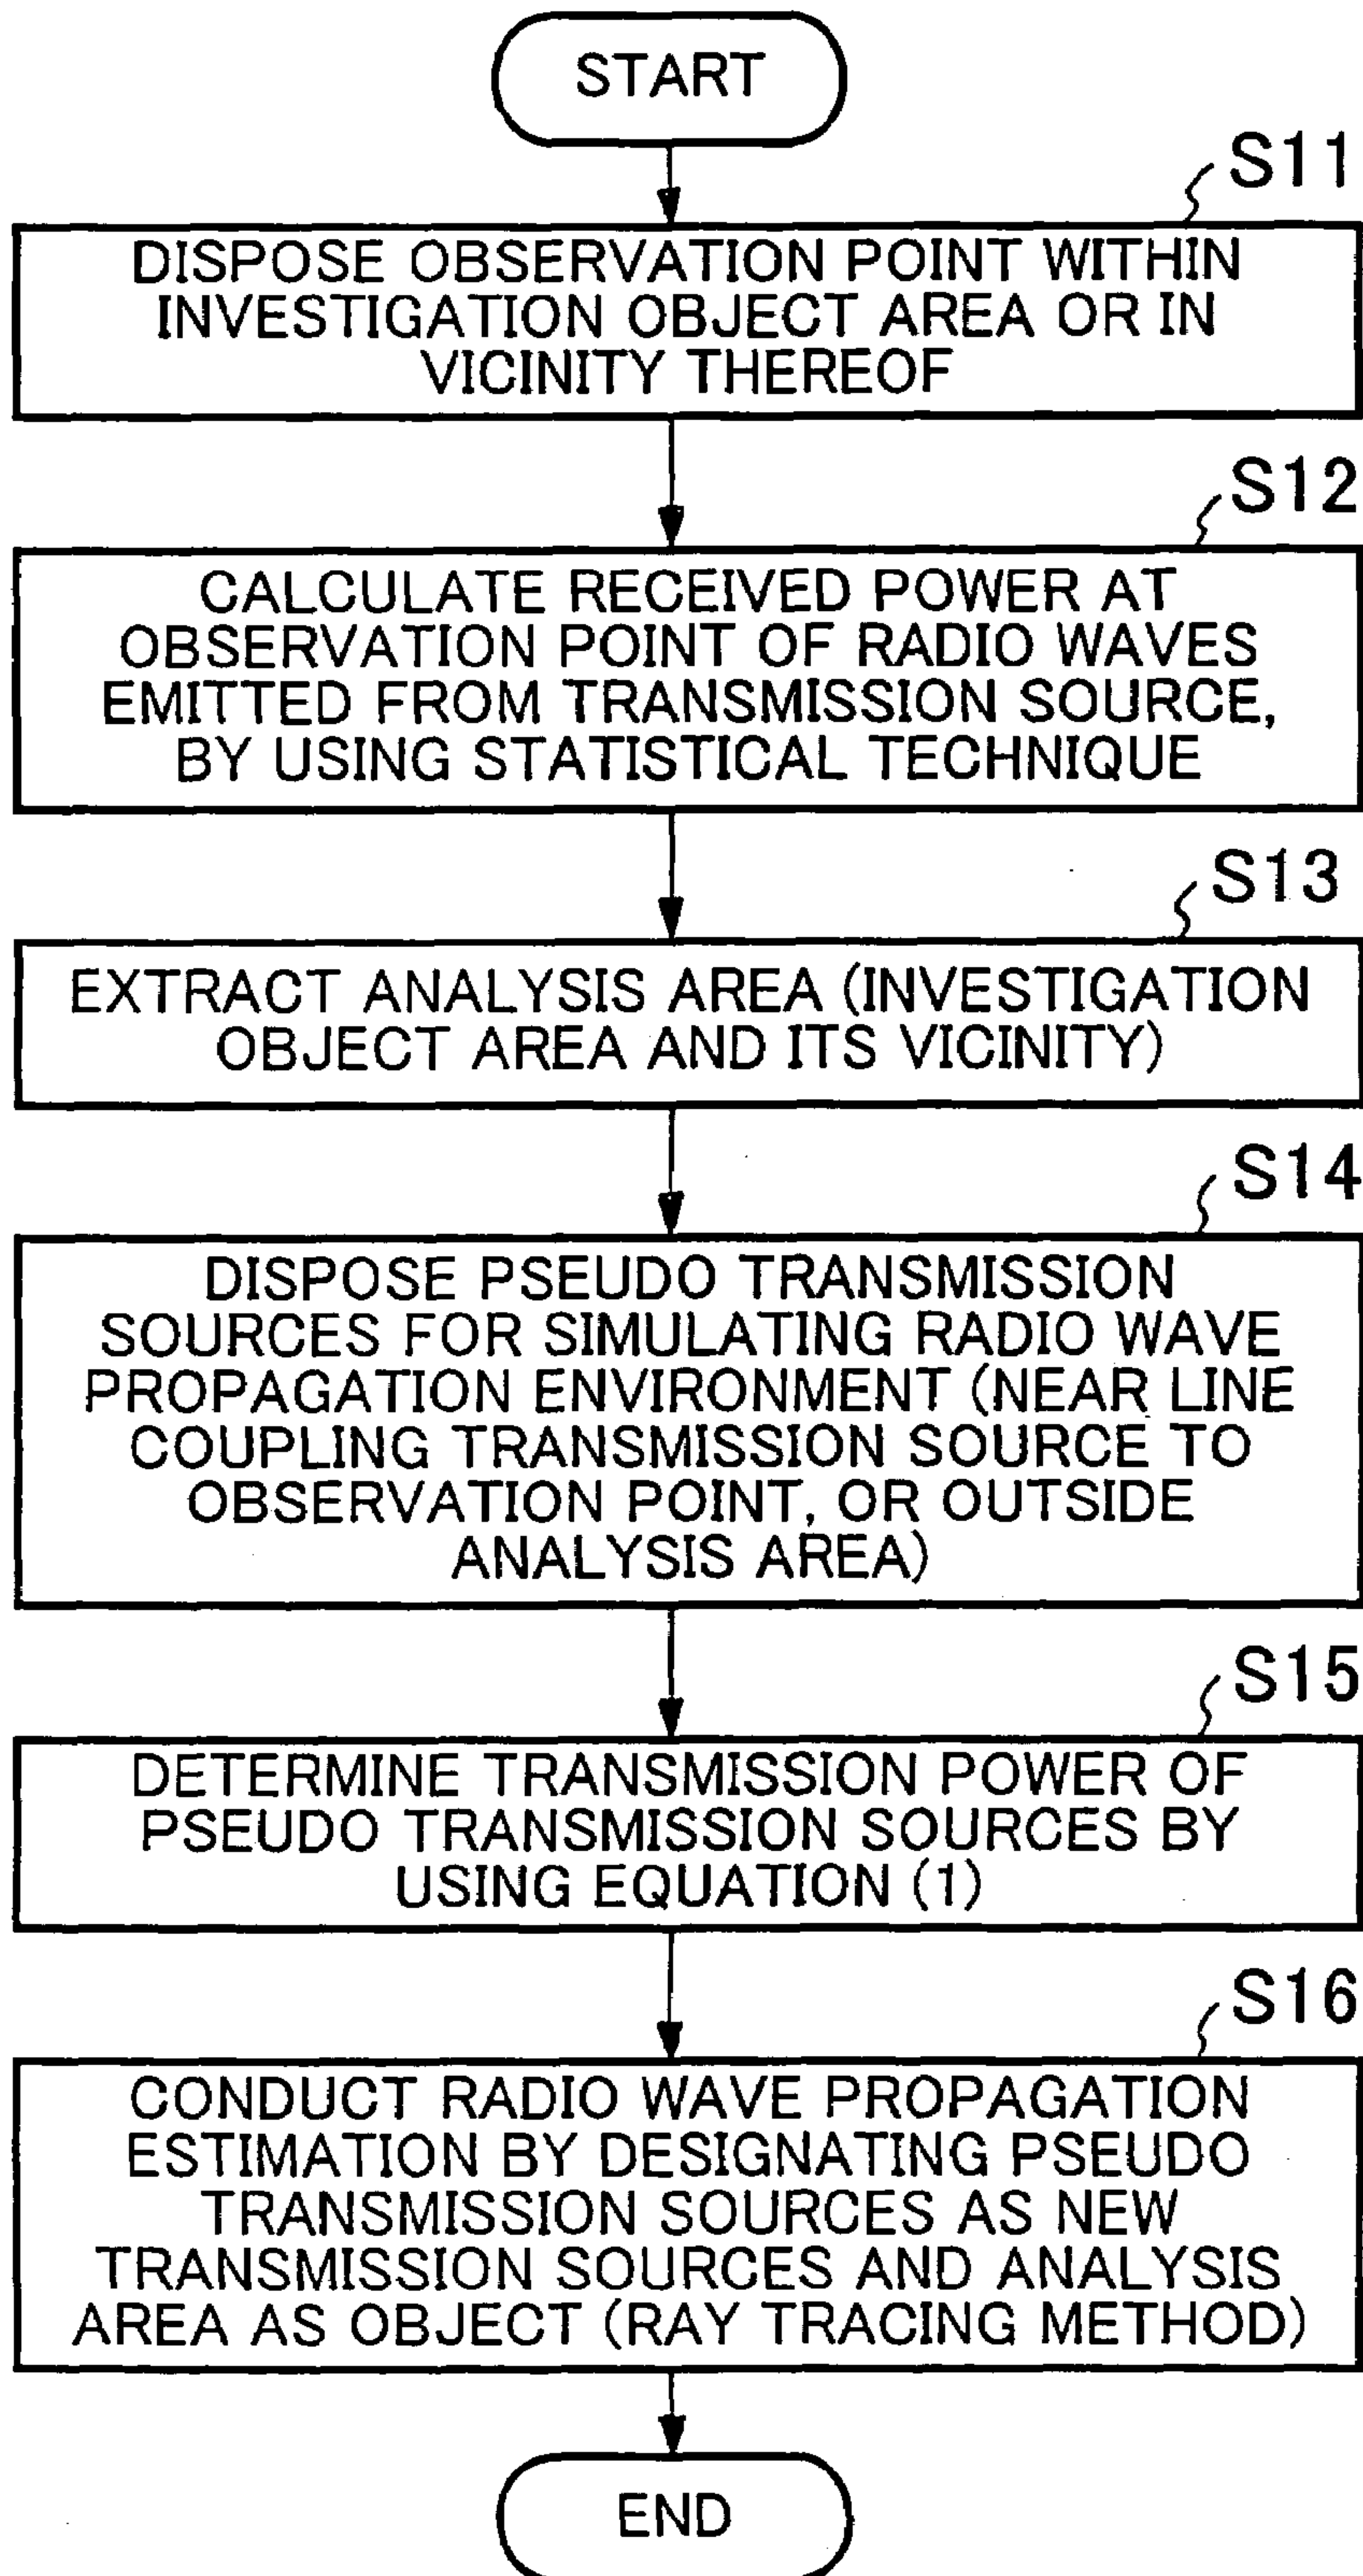 START
S11
DISPOSE OBSERVATION POINT WITHIN
INVESTIGATION OBJECT AREA OR IN
VICINITY THEREOF
S12
CALCULATE RECEIVED POWER AT
OBSERVATION POINT OF RADIO WAVES
EMITTED FROM TRANSMISSION SOURCE,
BY USING STATISTICAL TECHNIQUE
S13
EXTRACT ANALYSIS AREA (INVESTIGATION
OBJECT AREA AND ITS VICINITY)
S14
DISPOSE PSEUDO TRANSMISSION
SOURCES FOR SIMULATING RADIO WAVE
PROPAGATION ENVIRONMENT (NEAR LINE
COUPLING TRANSMISSION SOURCE TO
OBSERVATION POINT, OR OUTSIDE
ANALYSIS AREA)
S15
DETERMINE TRANSMISSION POWER OF
PSEUDO TRANSMISSION SOURCES BY
USING EQUATION (1)
S16
CONDUCT RADIO WAVE PROPAGATION
ESTIMATION BY DESIGNATING PSEUDO
TRANSMISSION SOURCES AS NEW
TRANSMISSION SOURCES AND ANALYSIS
AREA AS OBJECT (RAY TRACING METHOD)
END